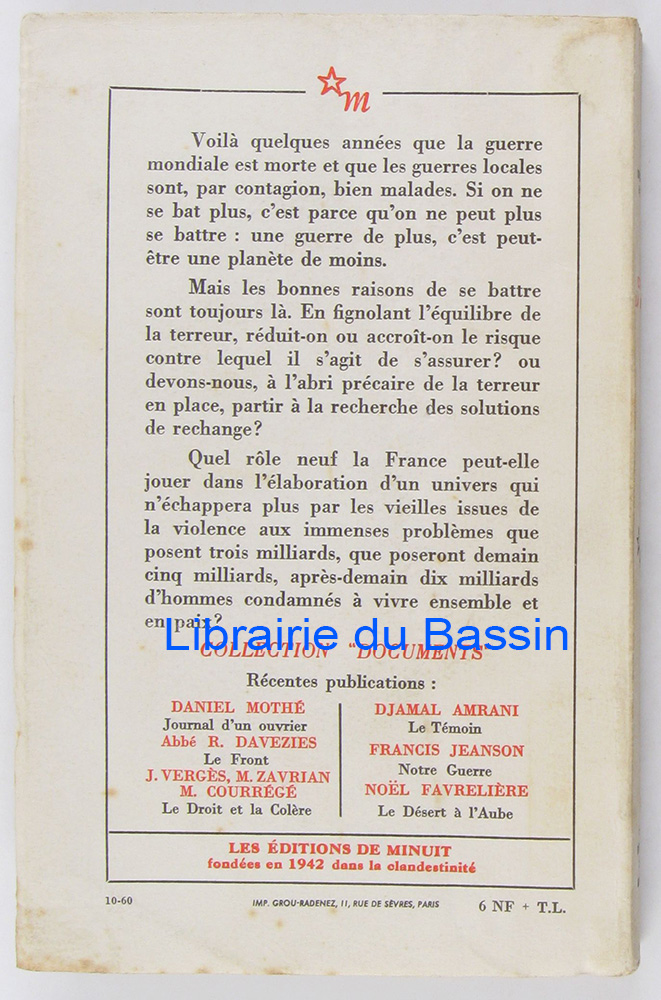 m
Voilà quelques années que la guerre
mondiale est morte et que les guerres locales
sont, par contagion, bien malades. Si on ne
se bat plus, c'est parce qu'on ne peut plus
se battre : une guerre de plus, c'est peut-
être une planète de moins.
Mais les bonnes raisons de se battre
sont toujours là. En fignolant l'équilibre de
la terreur, réduit-on ou accroît-on le risque
contre lequel il s'agit de s'assurer? ou
devons-nous, à l'abri précaire de la terreur
en place, partir à la recherche des solutions
de rechange?
Quel rôle neuf la France peut-elle
jouer dans l'élaboration d'un univers qui
n'échappera plus par les vieilles issues de
la violence aux immenses problèmes que
posent trois milliards, que poseront demain
cinq milliards, après-demain dix milliards
d'hommes condamnés à vivre ensemble et
en paix?
Librairie du Bassin
COLLECTION "DOCUMENTS"
Récentes publications :
DANIEL MOTHÉ
Journal d'un ouvrier
Abbé R. DAVEZIES
Le Front
J. VERGÈS, M. ZAVRIAN
M. COURRÉGÉ
Le Droit et la Colère
DJAMAL AMRANI
Le Témoin
FRANCIS JEANSON
Notre Guerre
NOËL FAVRELIÈRE
Le Désert à l'Aube
LES ÉDITIONS DE MINUIT
fondées en 1942 dans la clandestinité
10-60
IMP. GROU-RADENEZ, 11, RUE DE SÈVRES, PARIS
6 NF + T.L.